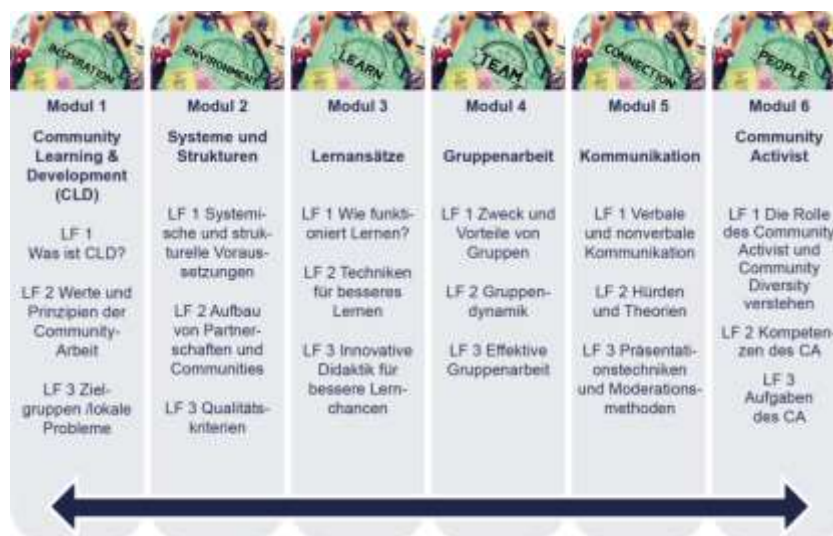 INSPIRATION
Modul 1
Community
Learning &
Development
(CLD)
LF 1
Was ist CLD?
LF 2 Werte und
Prinzipien der
Community-
Arbeit
LF 3 Ziel-
gruppen /lokale
Probleme
ENVIRONMENT
Modul 2
Systeme und
Strukturen
LF 1 Systemi-
sche und struk-
turelle Voraus-
setzungen
LF 2 Aufbau
von Partner-
schaften und
Communities
LF 3 Qualitäts-
kriterien
LEARN
Modul 3
Lernansätze
LF 1 Wie funkti-
oniert Lernen?
LF 2 Techniken
für besseres
Lernen
LF 3 Innovative
Didaktik für
bessere Lern-
chancen
TEAM
Modul 4
Gruppenarbeit
LF 1 Zweck und
Vorteile von
Gruppen
LF 2 Gruppen-
dynamik
LF 3 Effektive
Gruppenarbeit
CONNECTION
Modul 5
Kommunikation
LF 1 Verbale
und nonverbale
Kommunikation
LF 2 Hürden
und Theorien
LF 3 Präsentati-
onstechniken
und Moderations-
methoden
PEOPLE
Modul 6
Community
Activist
LF 1 Die Rolle
des Community
Activist und
Community
Diversity
verstehen
LF 2 Kompeten-
zen des CA
LF 3
Aufgaben
des CA